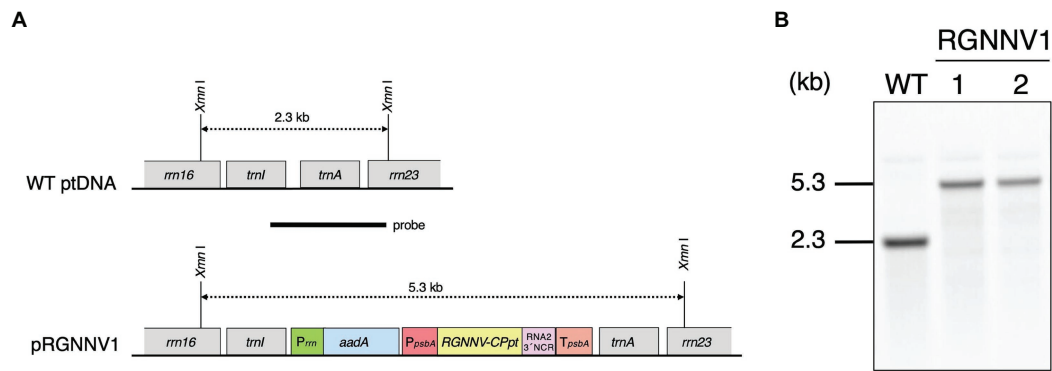 A
XmnI
XmnI
2.3 kb
WT ptDNA
rrn16
trnI
trnA
rrn23
probe
XmnI
XmnI
5.3 kb
pRGNNV1
rrn16
trnI
Prrn
aadA
PpsbA
RGNNV-CPpt
RNA2
3´NCR
TpsbA
trnA
rrn23
B
RGNNV1
(kb)
WT
1
2
5.3
2.3